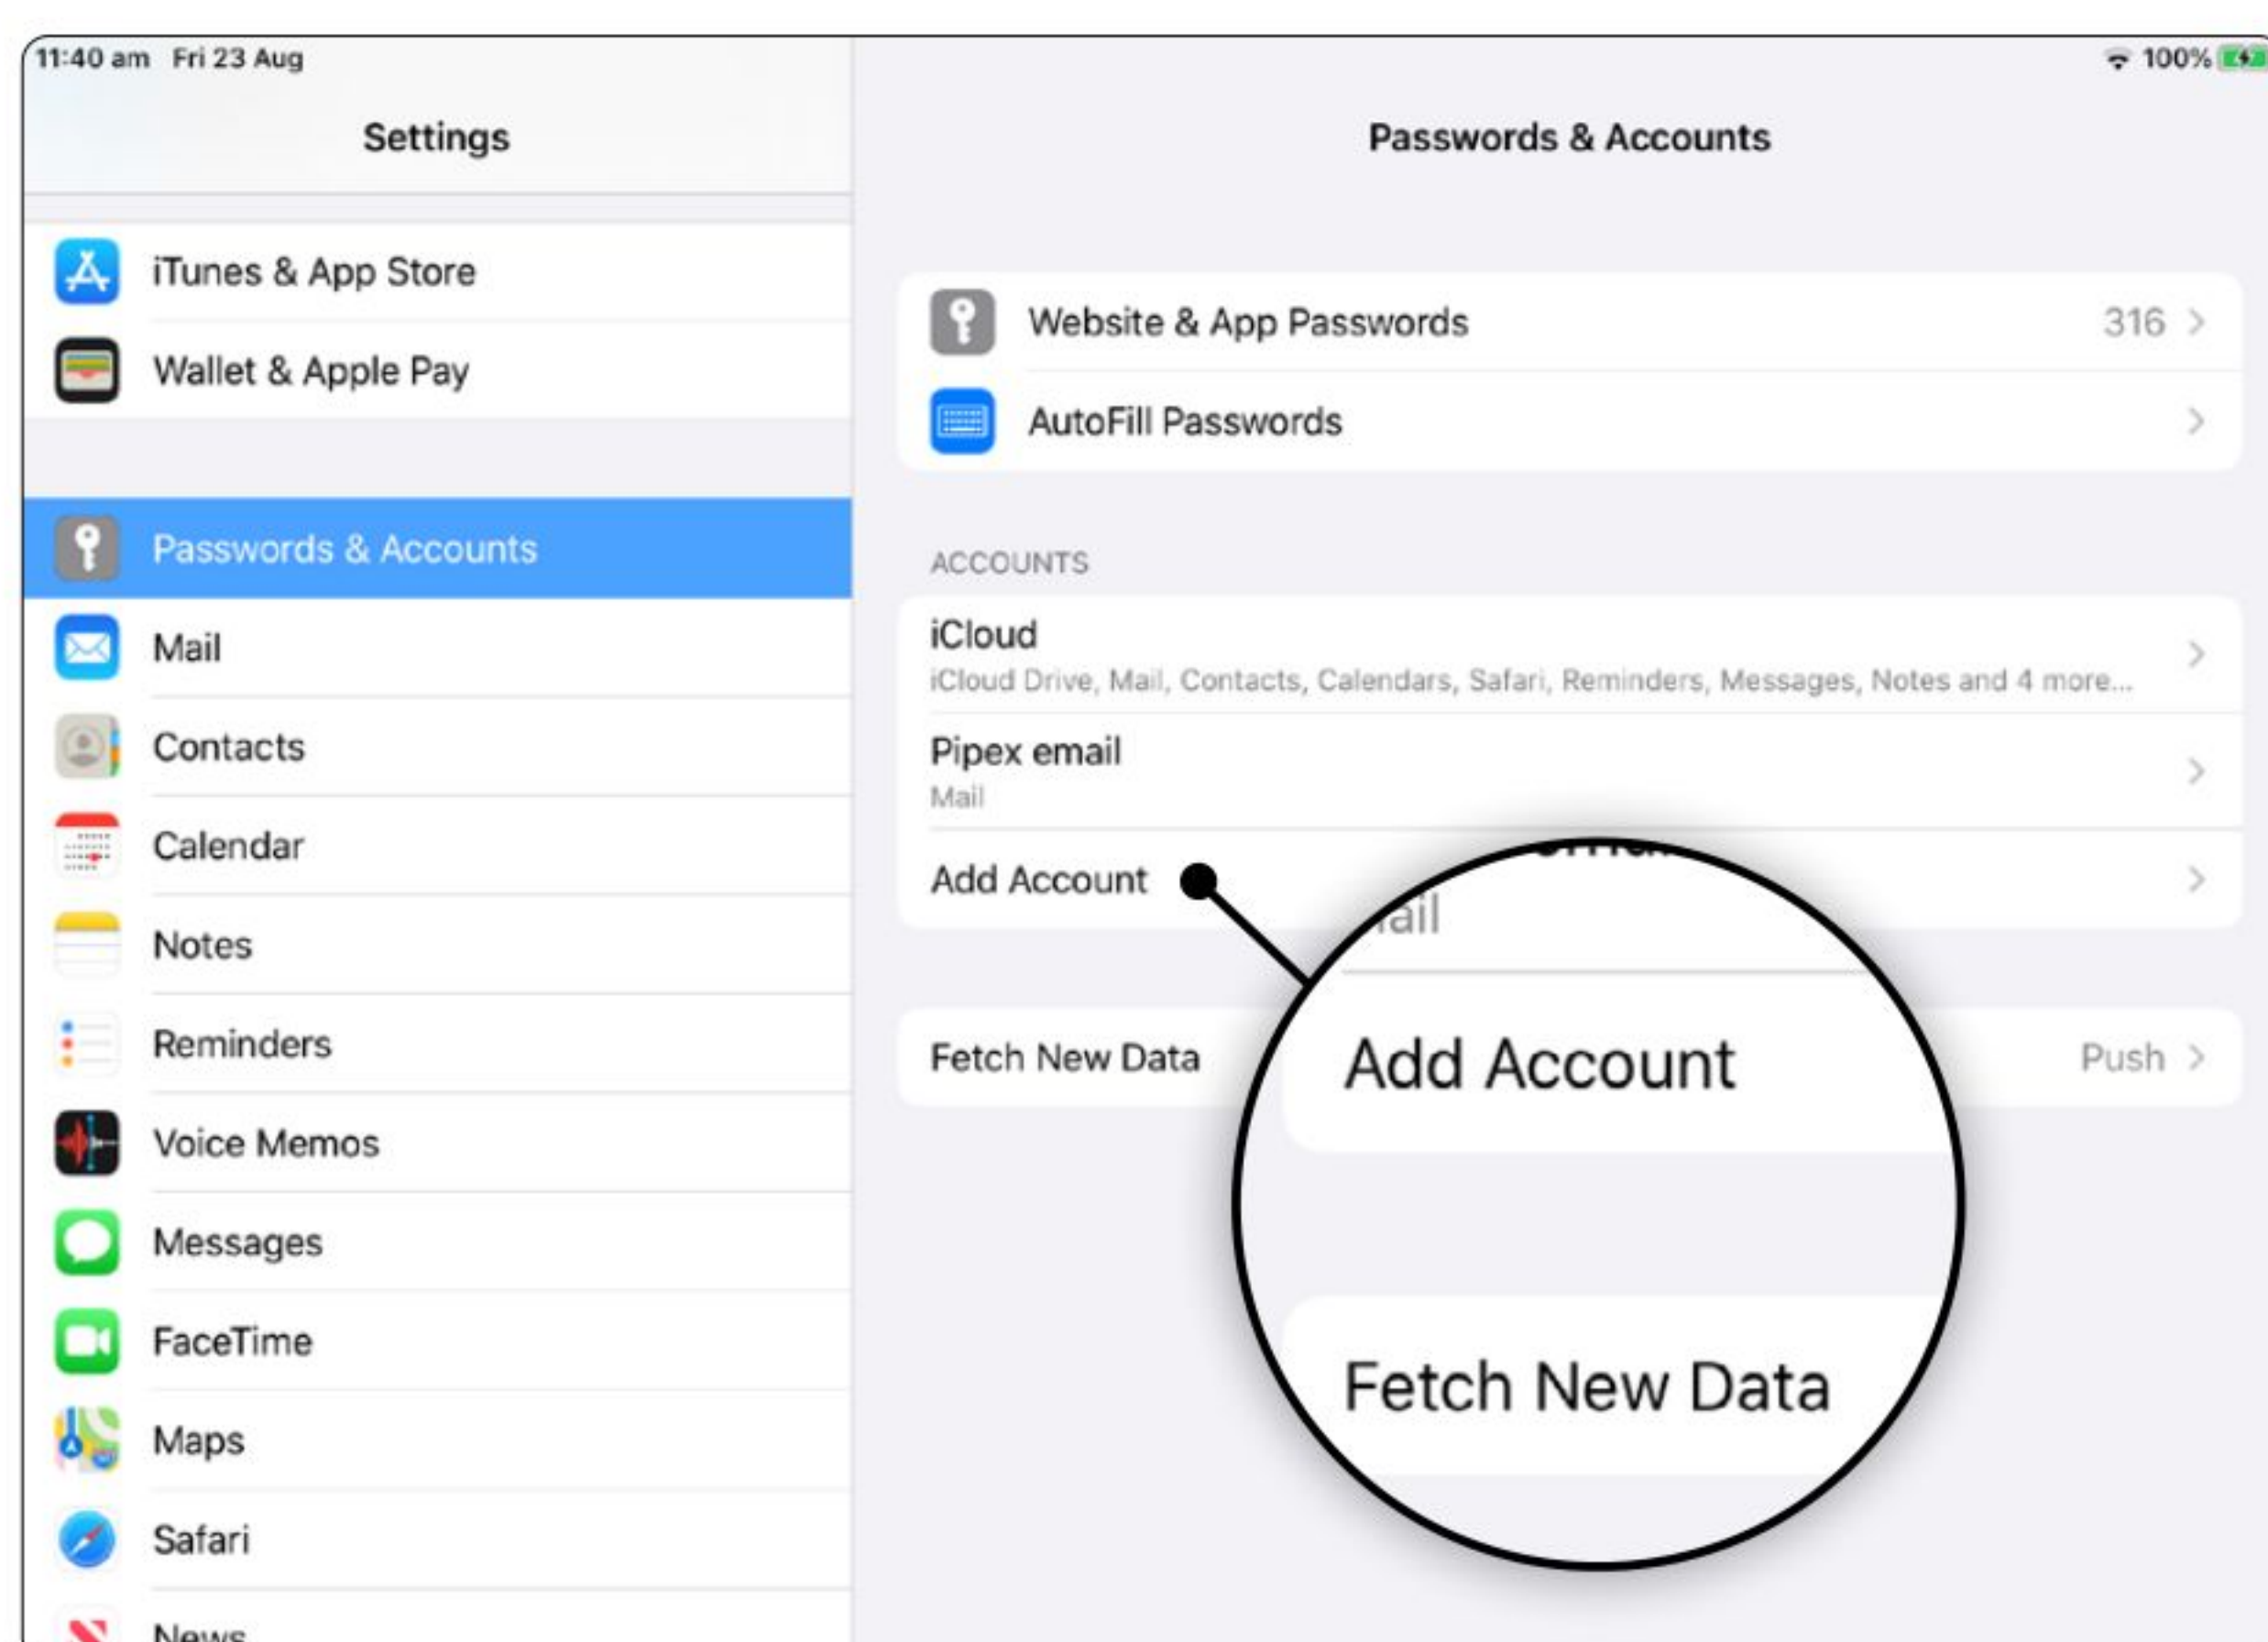 11:40 am Fri 23 Aug
100%
Settings
iTunes & App Store
Wallet & Apple Pay
Passwords & Accounts
Mail
Contacts
Calendar
Notes
Reminders
Voice Memos
Messages
FaceTime
Maps
Safari
News
Passwords & Accounts
Website & App Passwords 316
AutoFill Passwords
ACCOUNTS
iCloud
iCloud Drive, Mail, Contacts, Calendars, Safari, Reminders, Messages, Notes and 4 more...
Pipex email
Mail
Add Account
Fetch New Data Push
ail
Add Account
Fetch New Data